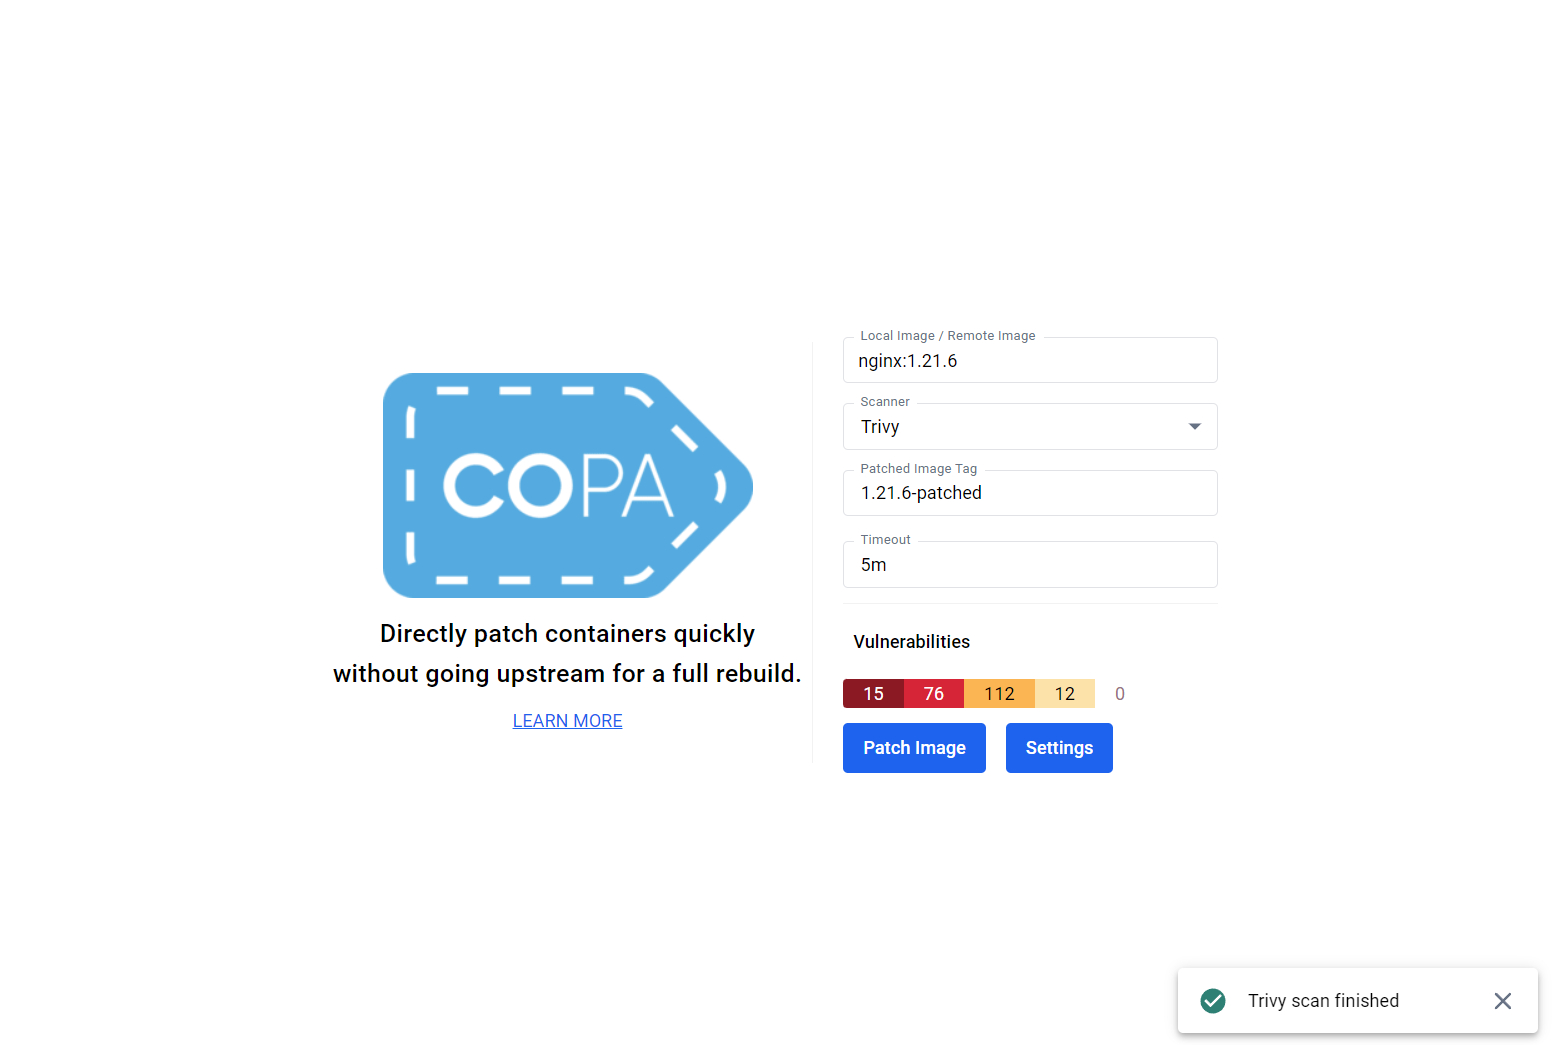 COPA
Directly patch containers quickly
without going upstream for a full rebuild.
LEARN MORE
Local Image / Remote Image
nginx:1.21.6
Scanner
Trivy
Patched Image Tag
1.21.6-patched
Timeout
5m
Vulnerabilities
15 76 112 12 0
Patch Image Settings
Trivy scan finished